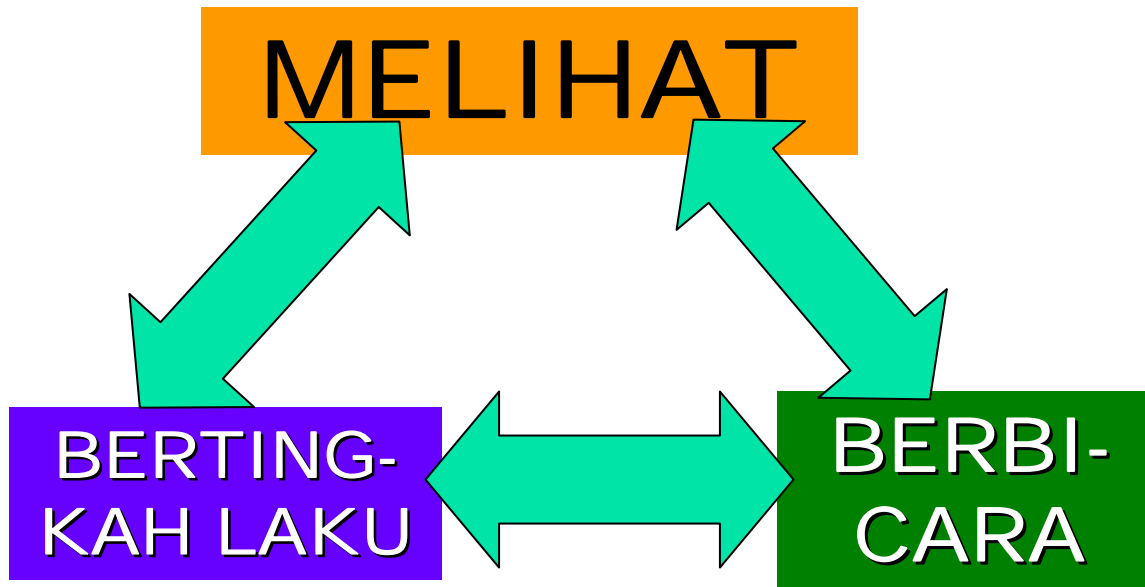 MELIHAT
BERTING-
KAH LAKU
BERBI-
CARA